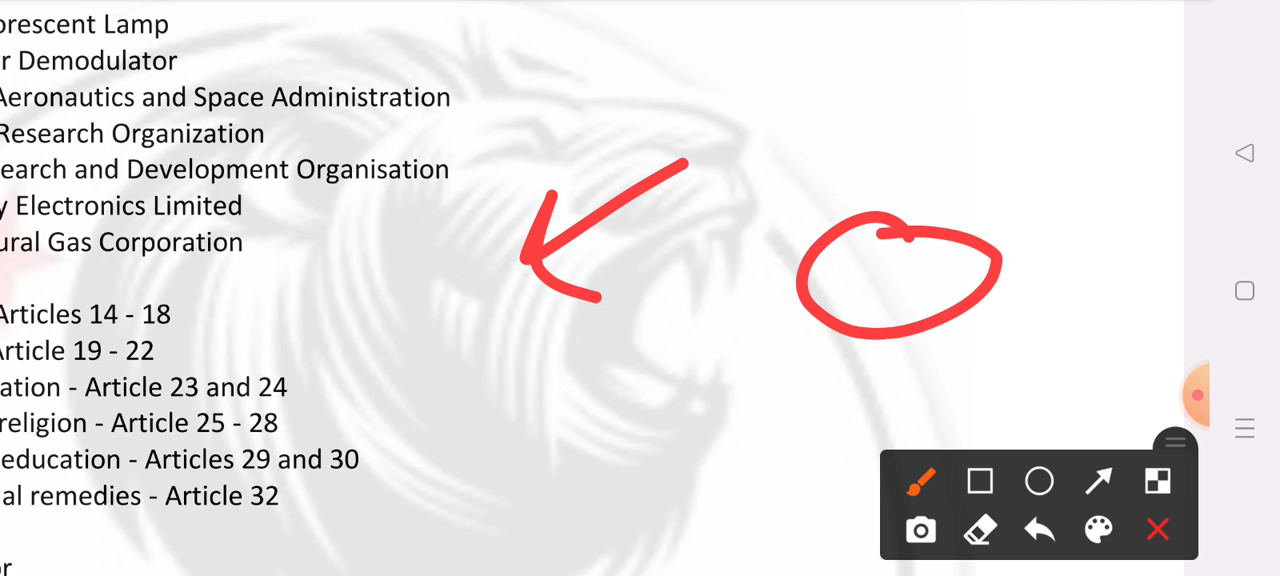 orescent Lamp
r Demodulator
Aeronautics and Space Administration
Research Organization
earch and Development Organisation
y Electronics Limited
ural Gas Corporation
Articles 14 - 18
Article 19 - 22
ation - Article 23 and 24
religion - Article 25 - 28
education - Articles 29 and 30
al remedies - Article 32
or